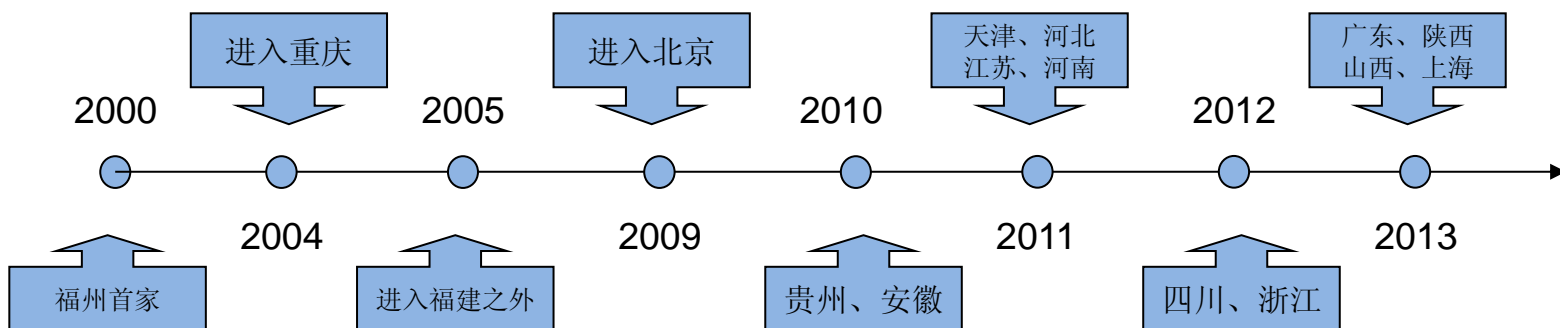 进入重庆
进入北京
天津、河北
江苏、河南
广东、陕西
山西、上海
2000
2005
2010
2012
2004
2009
2011
2013
福州首家
进入福建之外
贵州、安徽
四川、浙江